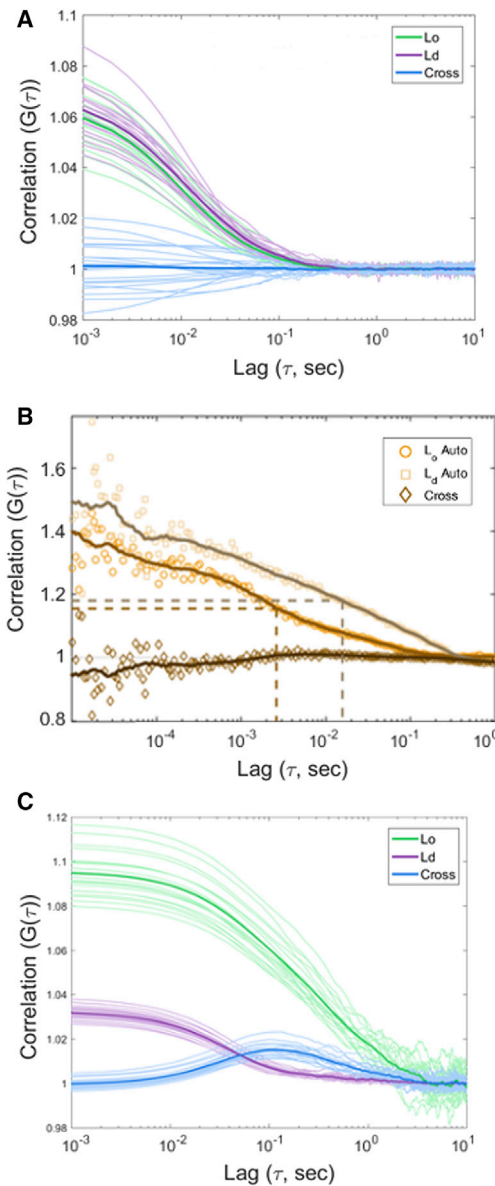 A
1.1
1.08
1.06
1.04
1.02
1
0.98
Correlation (G(τ))
Lo
Ld
Cross
10⁻³ 10⁻² 10⁻¹ 10⁰ 10¹
Lag (τ, sec)
B
1.6
1.4
1.2
1
0.8
Correlation (G(τ))
Lₒ Auto
L_d Auto
Cross
10⁻⁴ 10⁻³ 10⁻² 10⁻¹ 10⁰
Lag (τ, sec)
C
1.12
1.1
1.08
1.06
1.04
1.02
1
0.98
Correlation (G(τ))
Lo
Ld
Cross
10⁻³ 10⁻² 10⁻¹ 10⁰ 10¹
Lag (τ, sec)